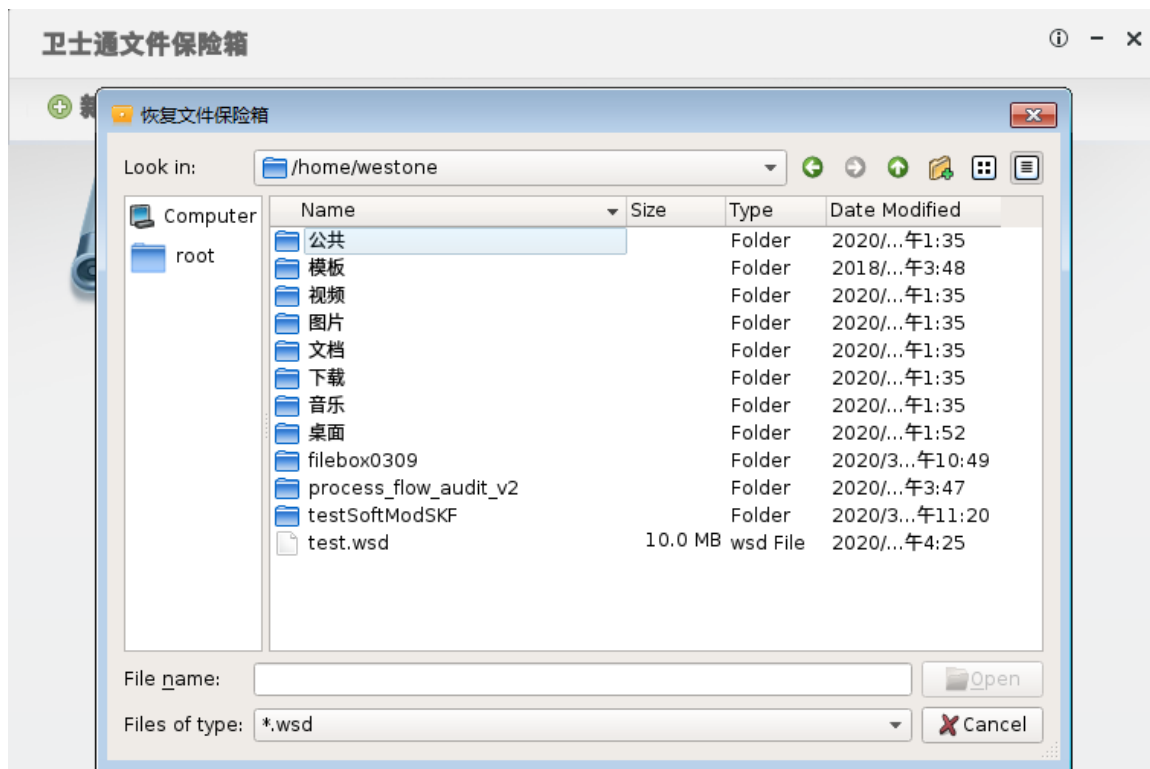 卫士通文件保险箱
新
恢复文件保险箱
Look in: /home/westone
Computer
root
Name Size Type Date Modified
公共 Folder 2020/...午1:35
模板 Folder 2018/...午3:48
视频 Folder 2020/...午1:35
图片 Folder 2020/...午1:35
文档 Folder 2020/...午1:35
下载 Folder 2020/...午1:35
音乐 Folder 2020/...午1:35
桌面 Folder 2020/...午1:52
filebox0309 Folder 2020/3...午10:49
process_flow_audit_v2 Folder 2020/...午3:47
testSoftModSKF Folder 2020/3...午11:20
test.wsd 10.0 MB wsd File 2020/...午4:25
File name: Open
Files of type: *.wsd Cancel